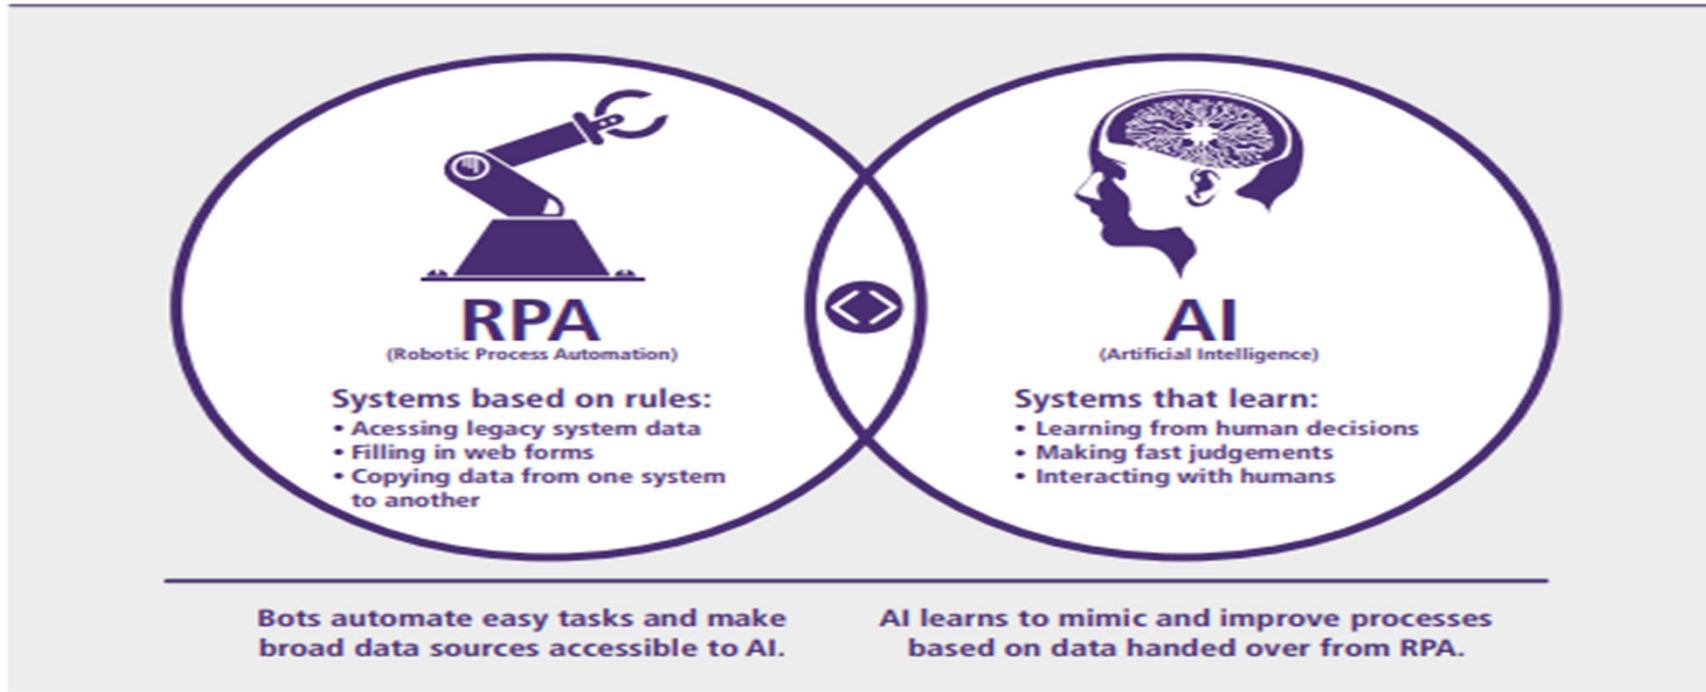 RPA
(Robotic Process Automation)
Systems based on rules:
• Acessing legacy system data
• Filling in web forms
• Copying data from one system
to another
AI
(Artificial Intelligence)
Systems that learn:
• Learning from human decisions
• Making fast judgements
• Interacting with humans
Bots automate easy tasks and make
broad data sources accessible to AI.
AI learns to mimic and improve processes
based on data handed over from RPA.